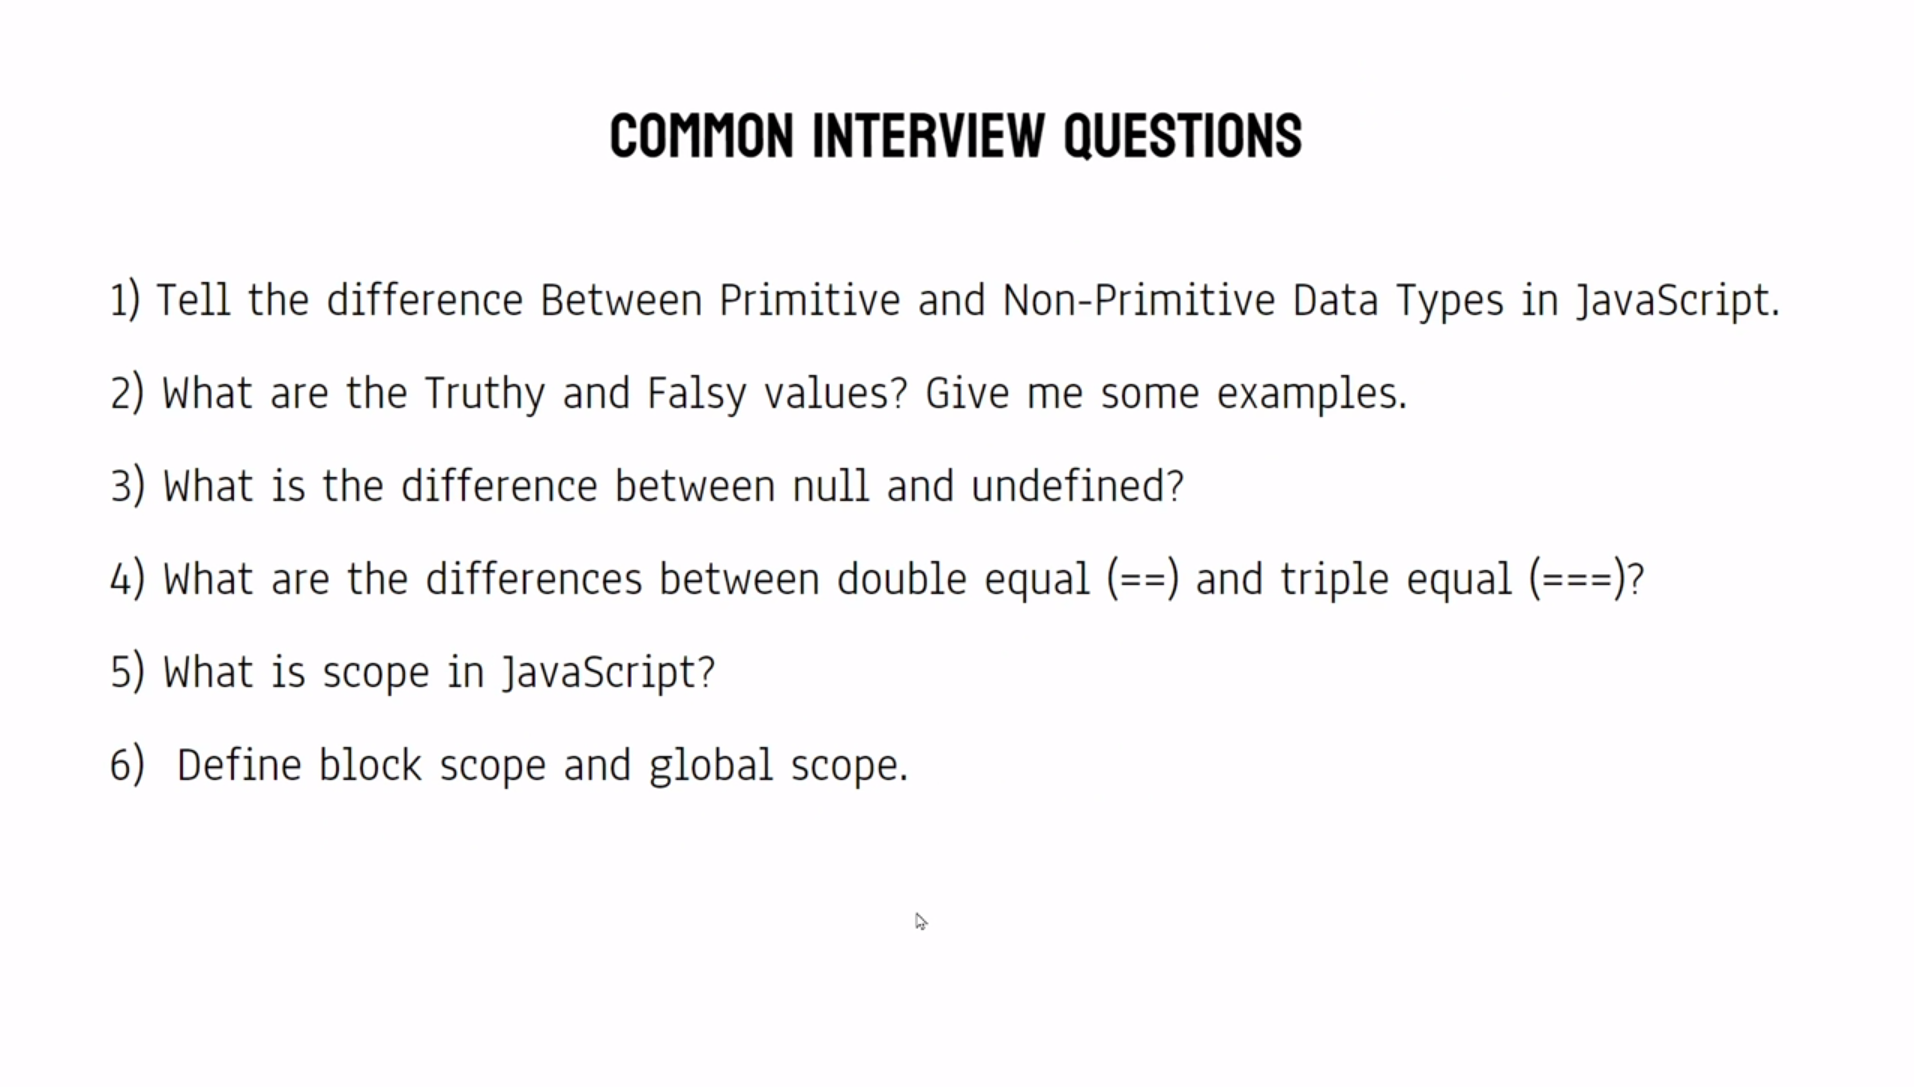 COMMON INTERVIEW QUESTIONS
1) Tell the difference Between Primitive and Non-Primitive Data Types in JavaScript.
2) What are the Truthy and Falsy values? Give me some examples.
3) What is the difference between null and undefined?
4) What are the differences between double equal (==) and triple equal (===)?
5) What is scope in JavaScript?
6) Define block scope and global scope.